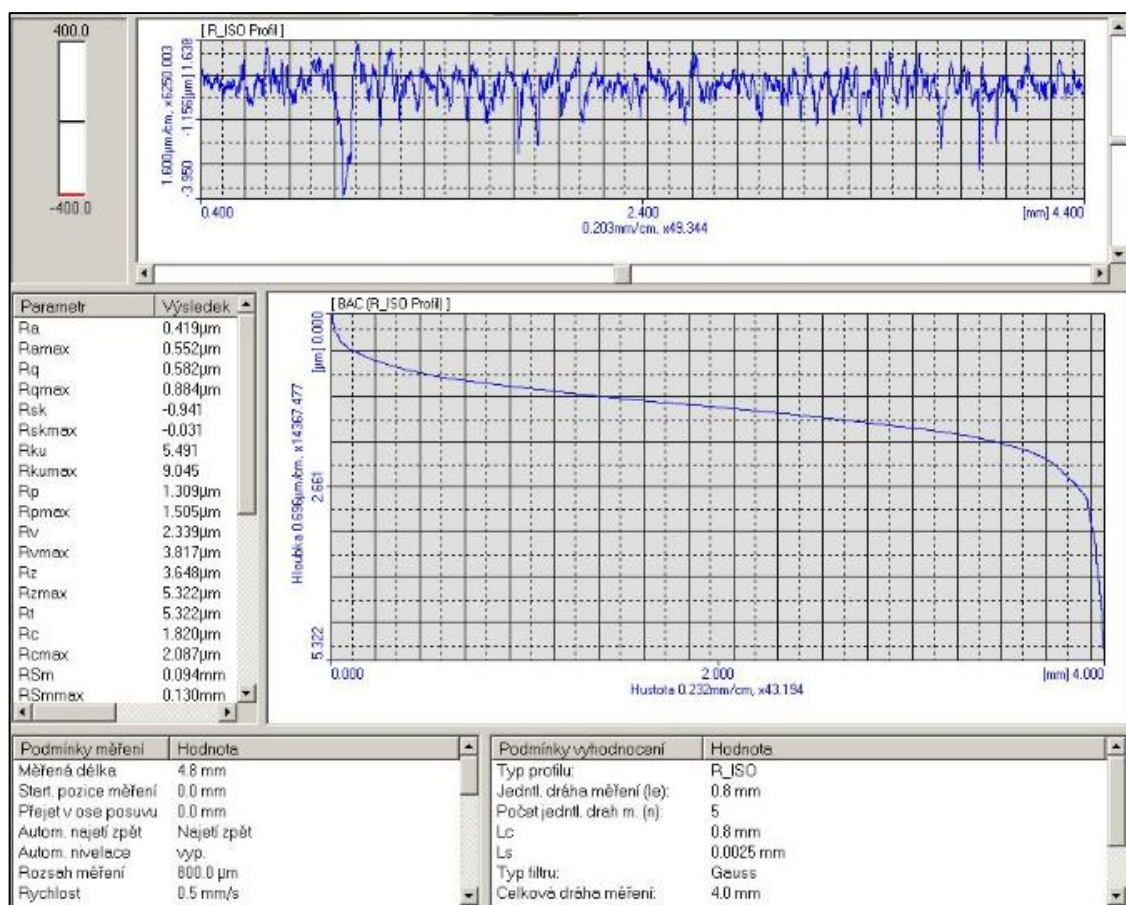 400.0
-400.0
[ R_ISO Profil ]
1.600µm/cm, x6250.003
-3.950 -1.156[µm] 1.638
0.400 2.400 [mm] 4.400
0.203mm/cm, x49.344
Parametr Výsledek
Ra 0.419µm
Ramax 0.552µm
Rq 0.582µm
Rqmax 0.884µm
Rsk -0.941
Rskmax -0.031
Rku 5.491
Rkumax 9.045
Rp 1.309µm
Rpmax 1.505µm
Rv 2.339µm
Rvmax 3.817µm
Rz 3.648µm
Rzmax 5.322µm
Rt 5.322µm
Rc 1.820µm
Rcmax 2.087µm
RSm 0.094mm
RSmmax 0.130mm
[ BAC (R_ISO Profil) ]
Hloubka 0.696µm/cm, x14367.477
5.322 2.661 [µm] 0.000
0.000 2.000 [mm] 4.000
Hustota 0.232mm/cm, x43.194
Podmínky měření Hodnota
Měřená délka 4.8 mm
Start. pozice měření 0.0 mm
Přejet v ose posuvu 0.0 mm
Autom. najetí zpět Najetí zpět
Autom. nivelace vyp.
Rozsah měření 800.0 µm
Rychlost 0.5 mm/s
Podmínky vyhodnocení Hodnota
Typ profilu: R_ISO
Jedntl. dráha měření (le): 0.8 mm
Počet jedntl. drah m. (n): 5
Lc 0.8 mm
Ls 0.0025 mm
Typ filtru: Gauss
Celková dráha měření: 4.0 mm